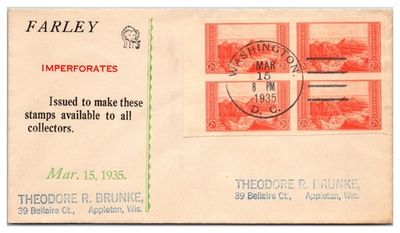 FARLEY
IMPERFORATES
Issued to make these
stamps available to all
collectors.
Mar. 15, 1935.
WASHINGTON,
MAR
15
8 PM
1935
D. C.
THEODORE R. BRUNKE,
39 Bellaire Ct., Appleton, Wis.
THEODORE R. BRUNKE,
39 Bellaire Ct., Appleton, Wis.